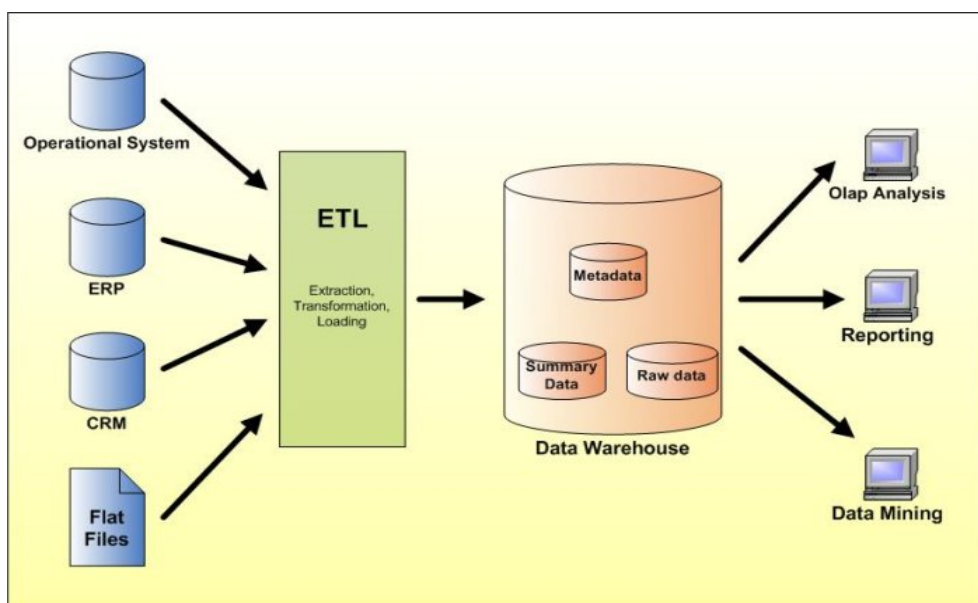 Operational System
ERP
CRM
Flat
Files
ETL
Extraction,
Transformation,
Loading
Metadata
Summary
Data
Raw data
Data Warehouse
Olap Analysis
Reporting
Data Mining